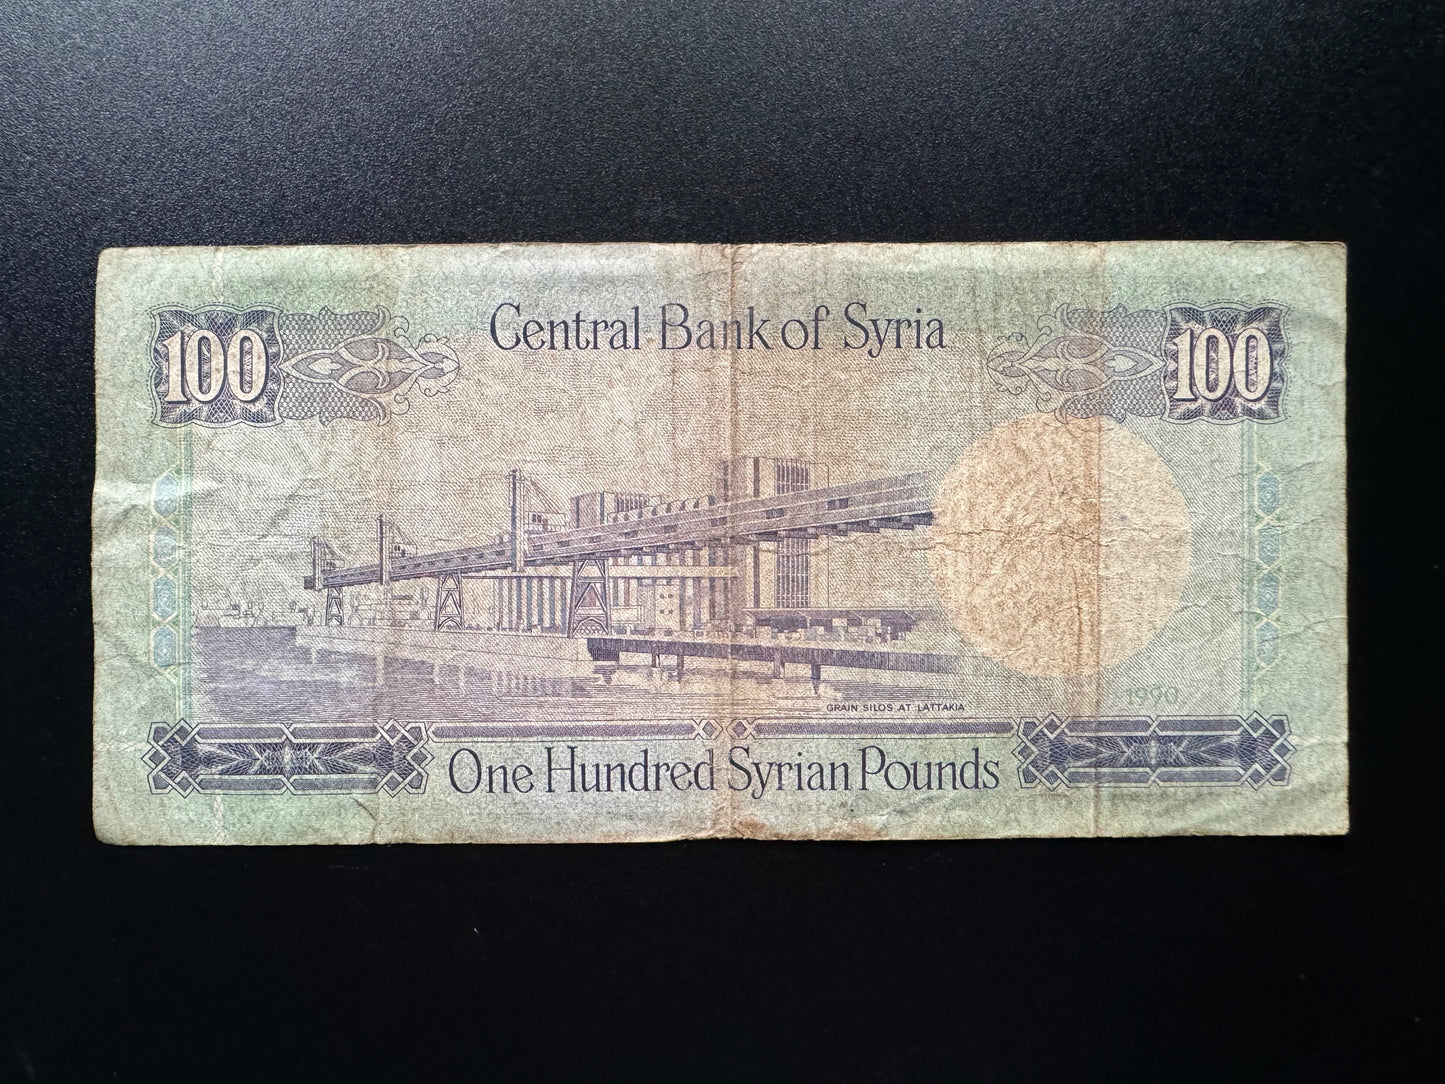 Central Bank of Syria
100
100
GRAIN SILOS AT LATTAKIA
1990
One Hundred Syrian Pounds